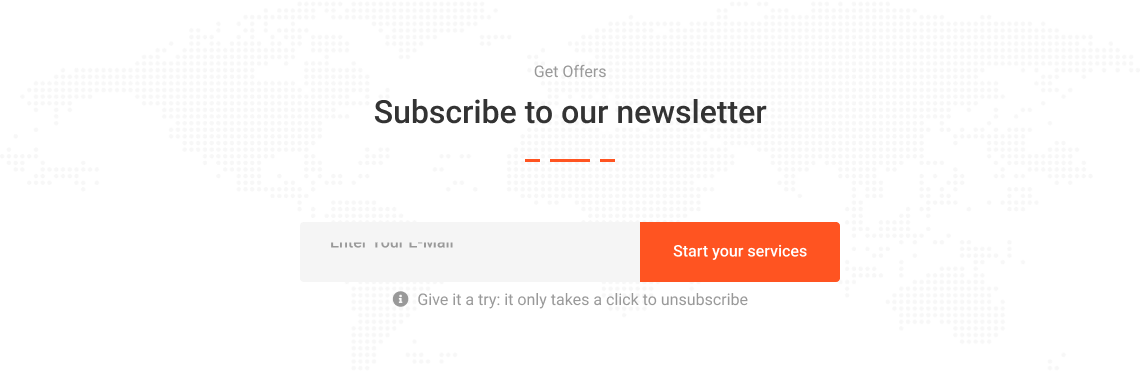 Get Offers
Subscribe to our newsletter
Enter Your E-Mail
Start your services
Give it a try: it only takes a click to unsubscribe